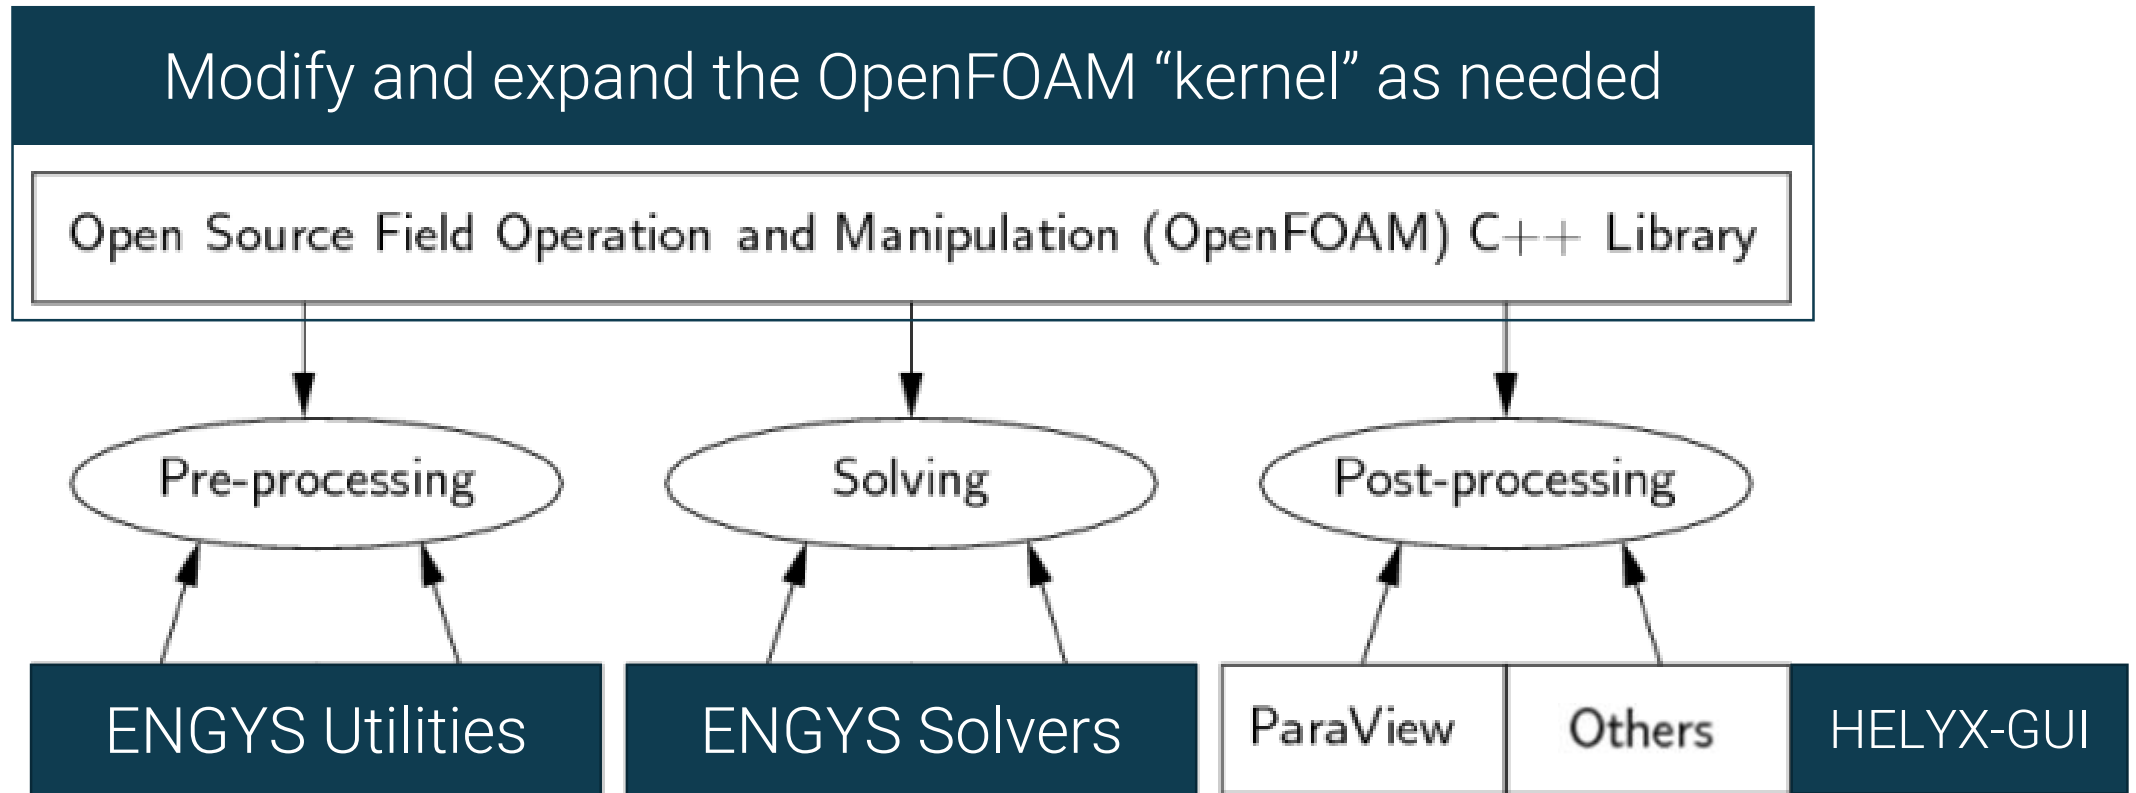 Modify and expand the OpenFOAM “kernel” as needed
Open Source Field Operation and Manipulation (OpenFOAM) C++ Library
Pre-processing
Solving
Post-processing
ENGYS Utilities
ENGYS Solvers
ParaView
Others
HELYX-GUI